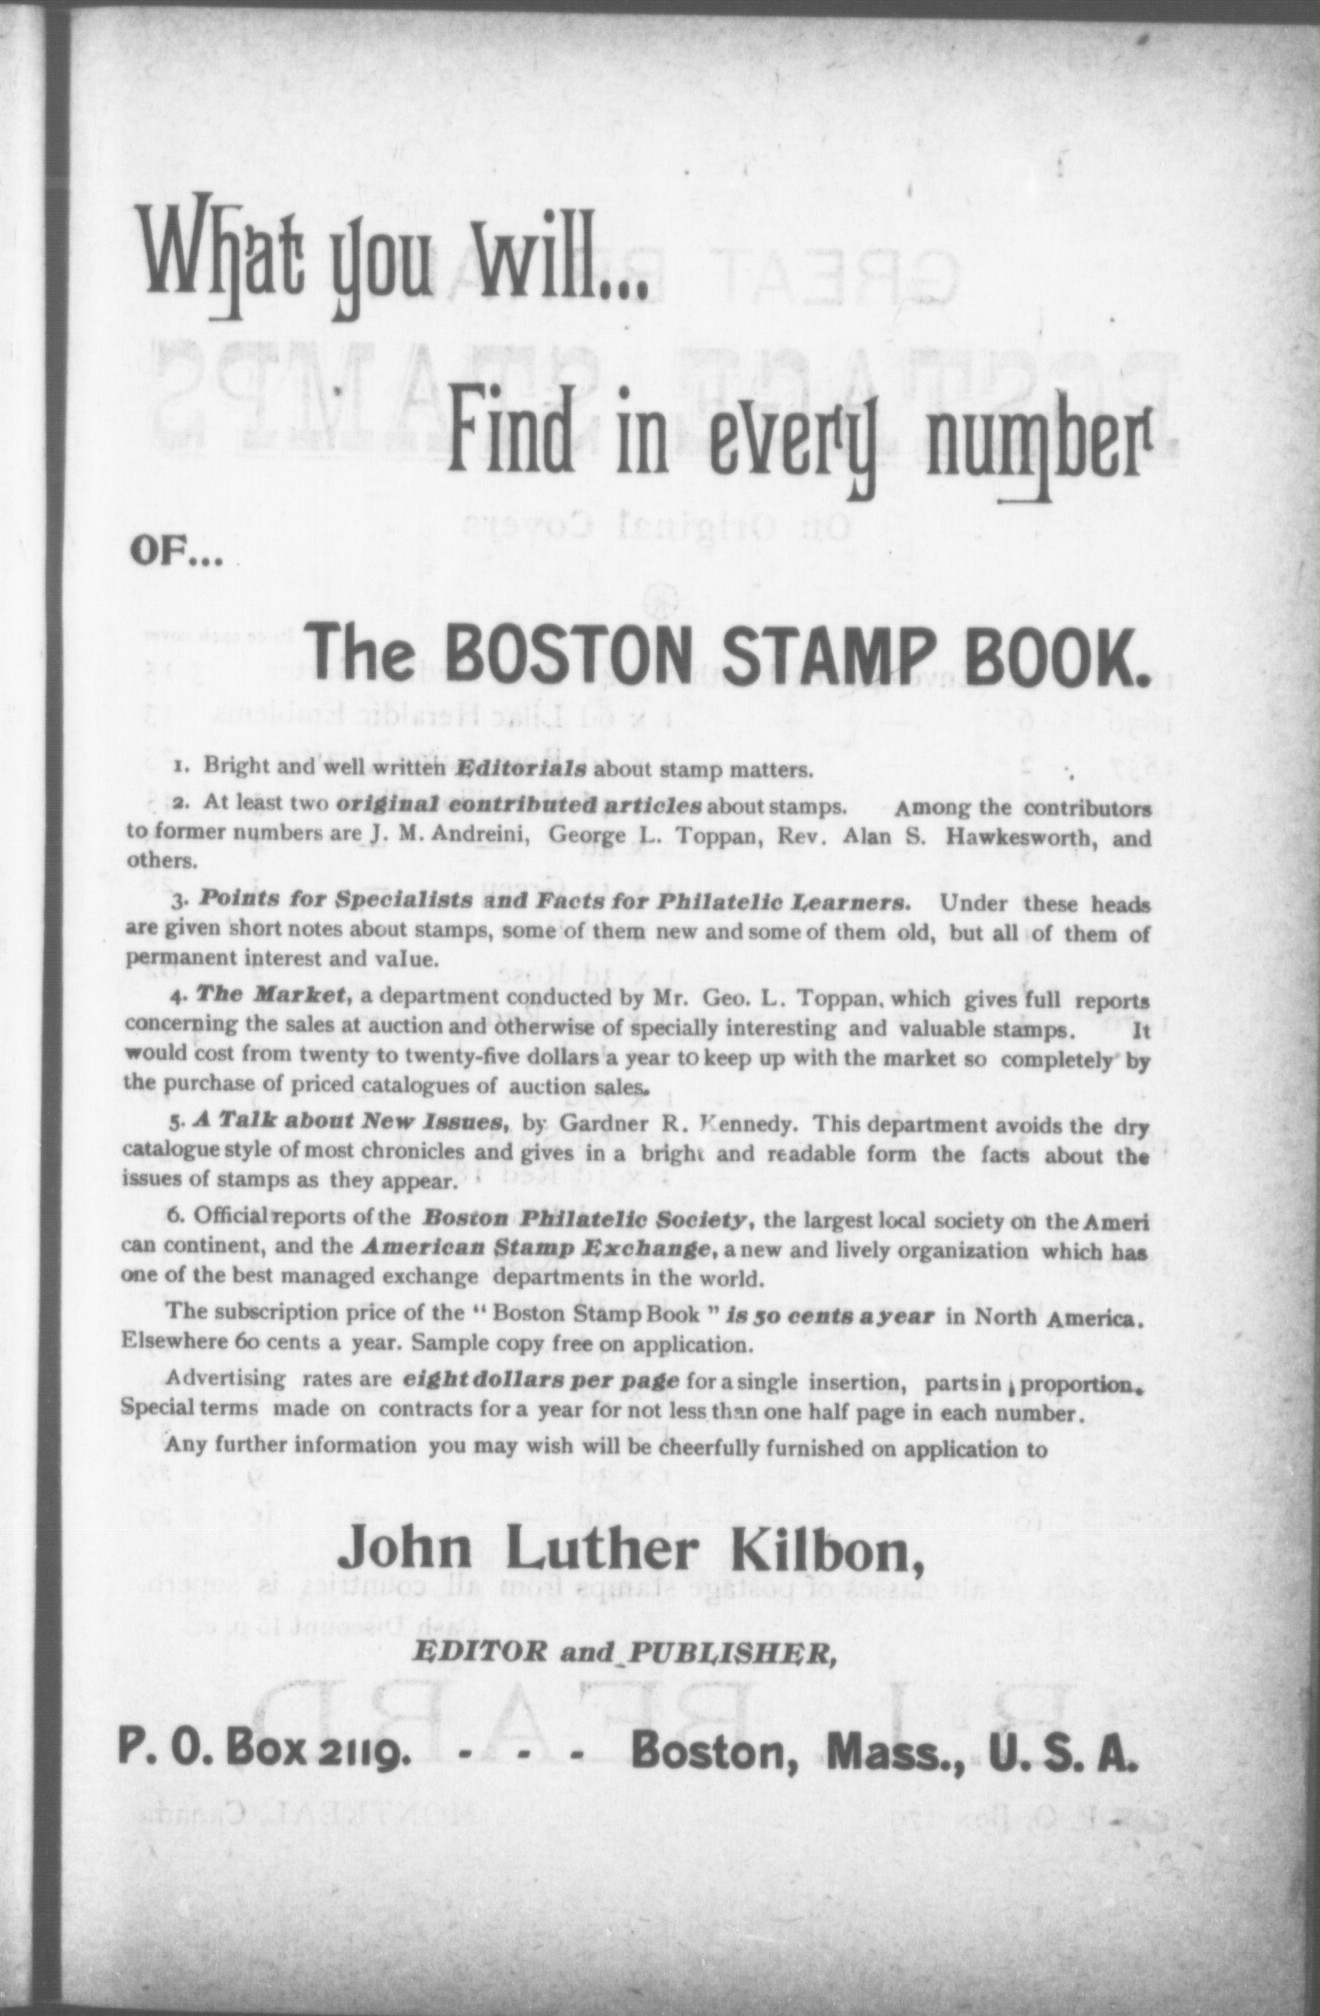 What you will...
Find in every number
OF...
The BOSTON STAMP BOOK.
1. Bright and well written Editorials about stamp matters.
2. At least two original contributed articles about stamps. Among the contributors
to former numbers are J. M. Andreini, George L. Toppan, Rev. Alan S. Hawkesworth, and
others.
3. Points for Specialists and Facts for Philatelic Learners. Under these heads
are given short notes about stamps, some of them new and some of them old, but all of them of
permanent interest and value.
4. The Market, a department conducted by Mr. Geo. L. Toppan, which gives full reports
concerning the sales at auction and otherwise of specially interesting and valuable stamps. It
would cost from twenty to twenty-five dollars a year to keep up with the market so completely by
the purchase of priced catalogues of auction sales.
5. A Talk about New Issues, by Gardner R. Kennedy. This department avoids the dry
catalogue style of most chronicles and gives in a bright and readable form the facts about the
issues of stamps as they appear.
6. Official reports of the Boston Philatelic Society, the largest local society on the Ameri
can continent, and the American Stamp Exchange, a new and lively organization which has
one of the best managed exchange departments in the world.
The subscription price of the "Boston Stamp Book" is 50 cents a year in North America.
Elsewhere 60 cents a year. Sample copy free on application.
Advertising rates are eight dollars per page for a single insertion, parts in proportion.
Special terms made on contracts for a year for not less than one half page in each number.
Any further information you may wish will be cheerfully furnished on application to
John Luther Kilbon,
EDITOR and PUBLISHER,
P. O. Box 2119. - - - Boston, Mass., U. S. A.